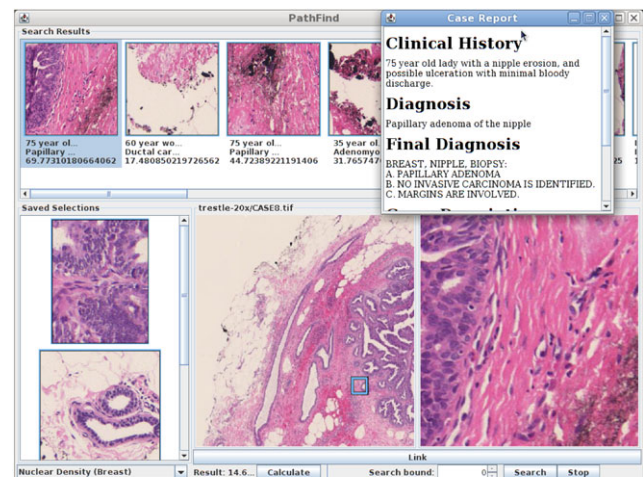 PathFind
Case Report
Search Results
Clinical History
75 year old lady with a nipple erosion, and
possible ulceration with minimal bloody
discharge.
Diagnosis
Papillary adenoma of the nipple
Final Diagnosis
BREAST, NIPPLE, BIOPSY:
A. PAPILLARY ADENOMA
B. NO INVASIVE CARCINOMA IS IDENTIFIED.
C. MARGINS ARE INVOLVED.
75 year ol...
Papillary ...
69.77310180664062
60 year wo...
Ductal car...
17.480850219726562
75 year ol...
Papillary ...
44.72389221191406
35 year ol.
Adenomyo
31.765747
Saved Selections
trestle-20x/CASE8.tif
Link
Nuclear Density (Breast)
Result: 14.6...
Calculate
Search bound:
0
Search
Stop